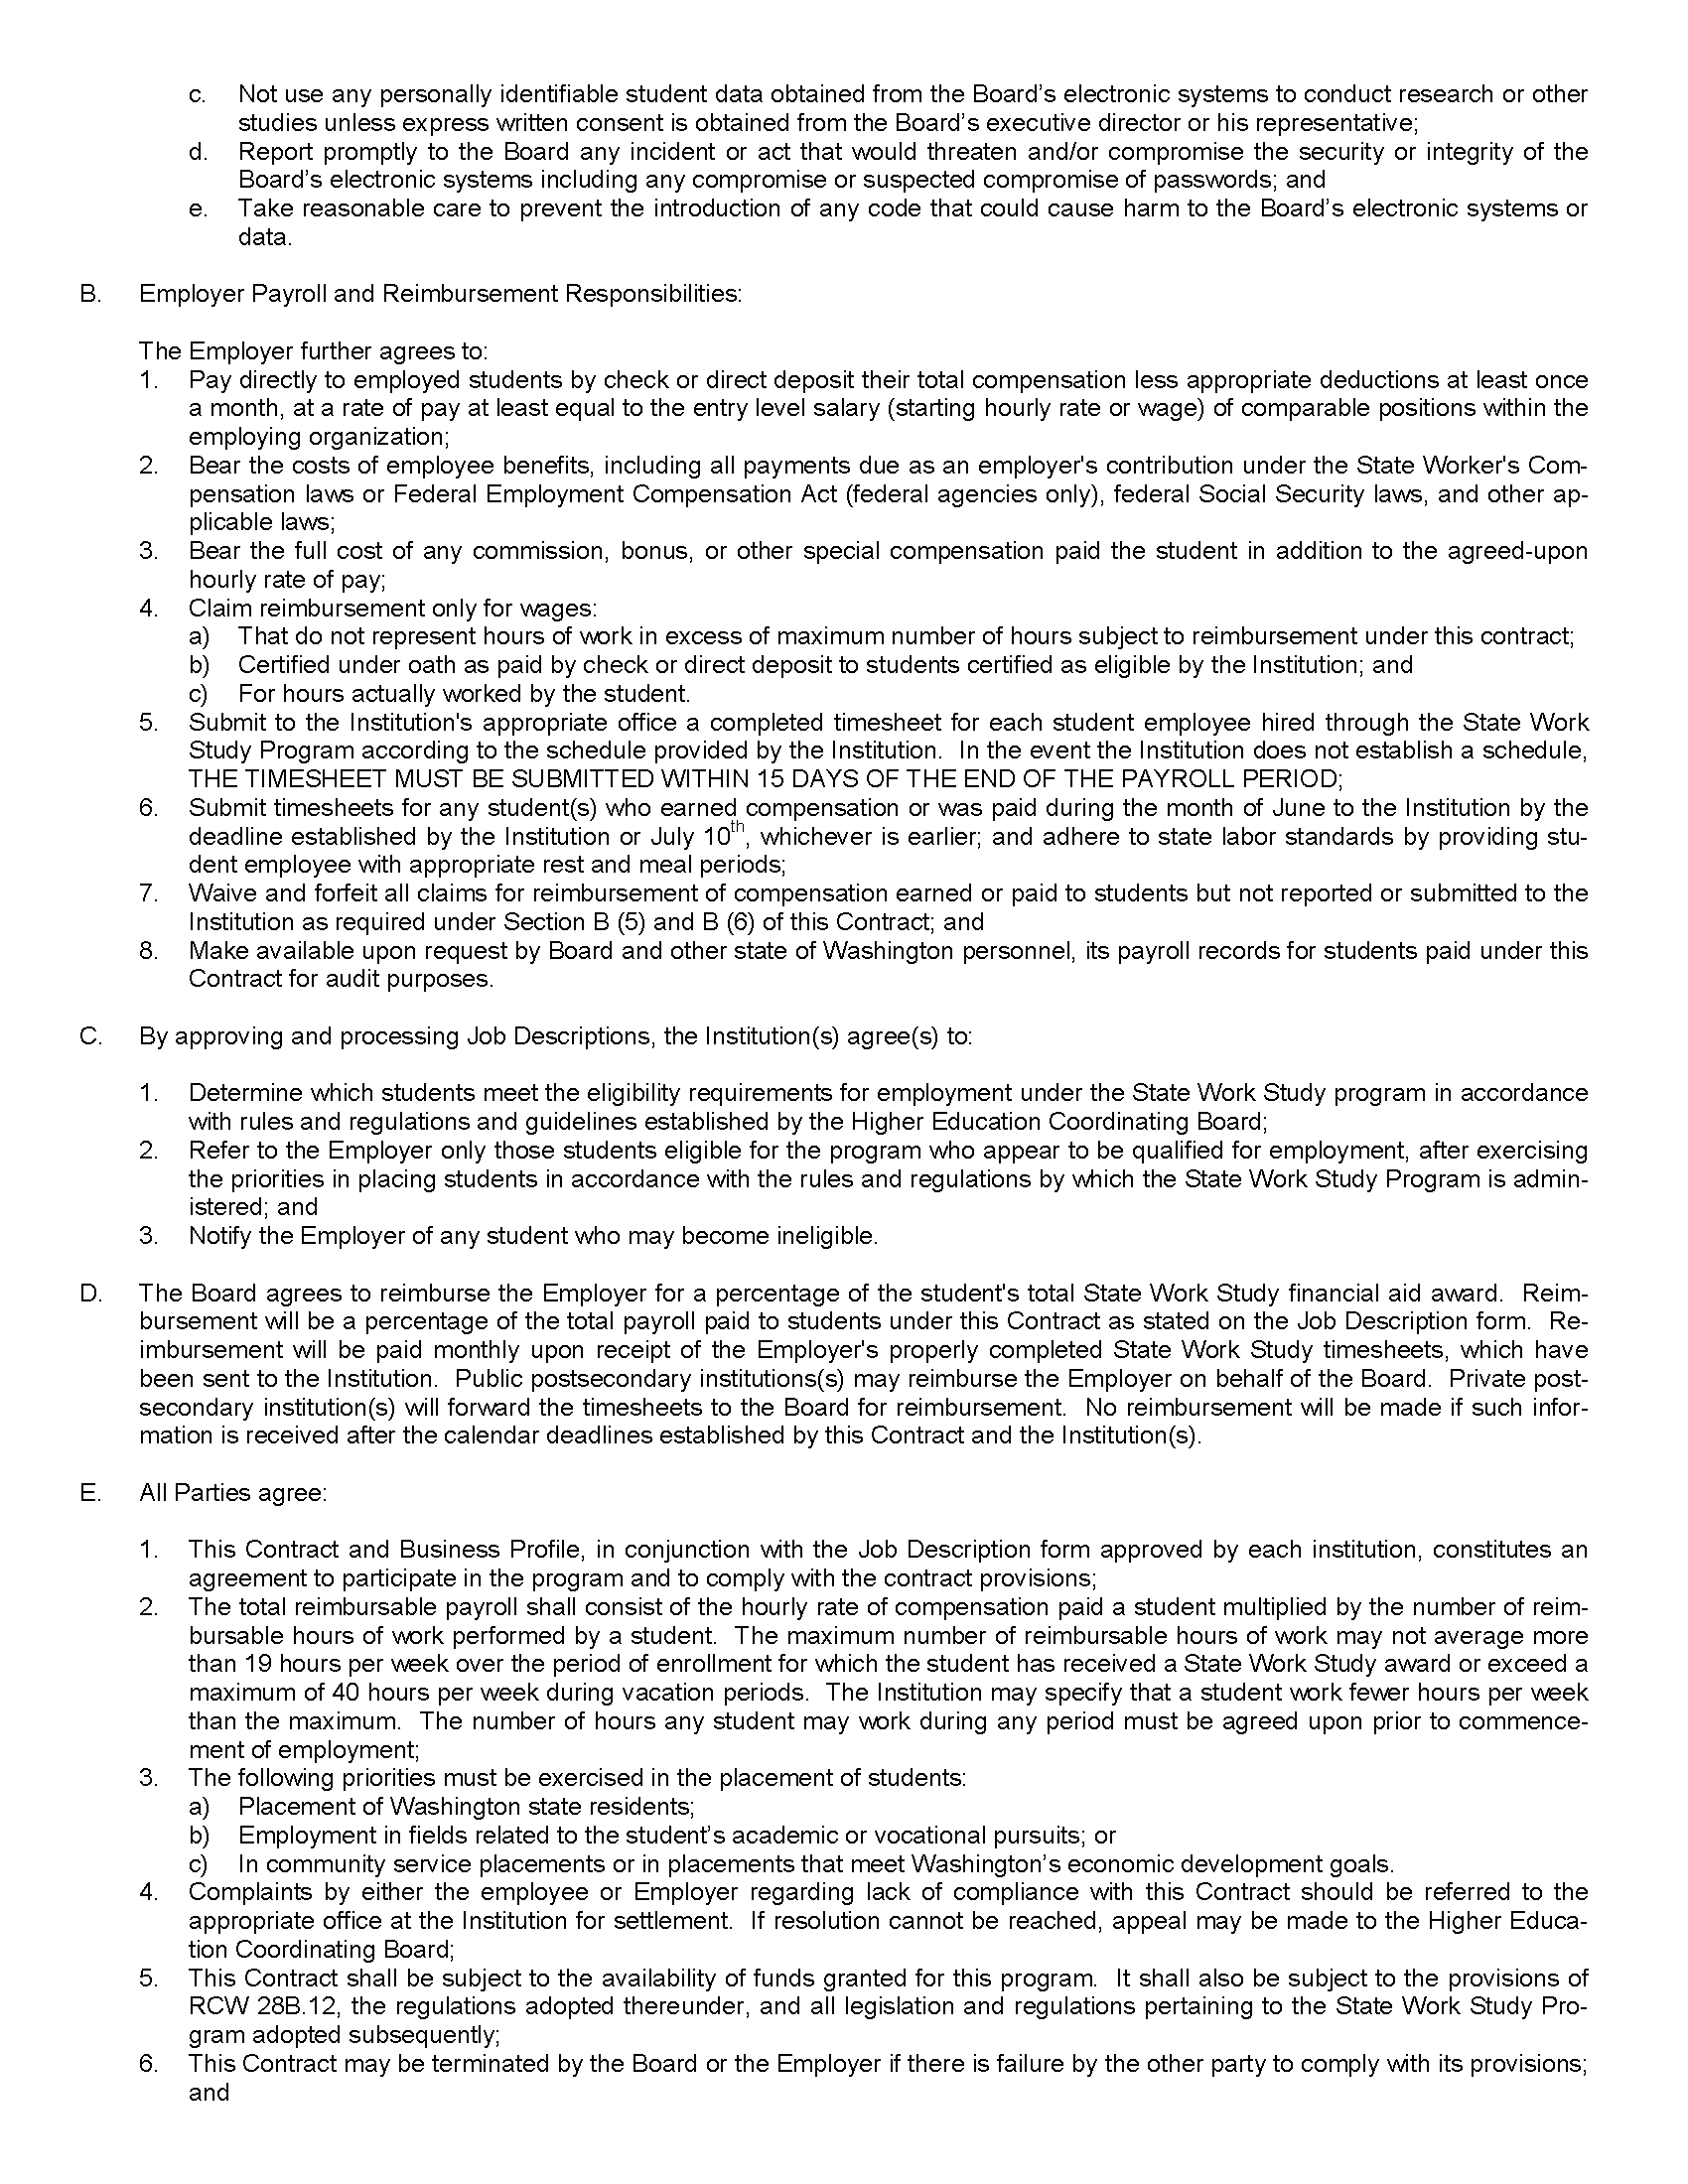 c. Not use any personally identifiable student data obtained from the Board’s electronic systems to conduct research or other
studies unless express written consent is obtained from the Board’s executive director or his representative;
d. Report promptly to the Board any incident or act that would threaten and/or compromise the security or integrity of the
Board’s electronic systems including any compromise or suspected compromise of passwords; and
e. Take reasonable care to prevent the introduction of any code that could cause harm to the Board’s electronic systems or
data.
B. Employer Payroll and Reimbursement Responsibilities:
The Employer further agrees to:
1. Pay directly to employed students by check or direct deposit their total compensation less appropriate deductions at least once
a month, at a rate of pay at least equal to the entry level salary (starting hourly rate or wage) of comparable positions within the
employing organization;
2. Bear the costs of employee benefits, including all payments due as an employer's contribution under the State Worker's Com-
pensation laws or Federal Employment Compensation Act (federal agencies only), federal Social Security laws, and other ap-
plicable laws;
3. Bear the full cost of any commission, bonus, or other special compensation paid the student in addition to the agreed-upon
hourly rate of pay;
4. Claim reimbursement only for wages:
a) That do not represent hours of work in excess of maximum number of hours subject to reimbursement under this contract;
b) Certified under oath as paid by check or direct deposit to students certified as eligible by the Institution; and
c) For hours actually worked by the student.
5. Submit to the Institution's appropriate office a completed timesheet for each student employee hired through the State Work
Study Program according to the schedule provided by the Institution. In the event the Institution does not establish a schedule,
THE TIMESHEET MUST BE SUBMITTED WITHIN 15 DAYS OF THE END OF THE PAYROLL PERIOD;
6. Submit timesheets for any student(s) who earned compensation or was paid during the month of June to the Institution by the
deadline established by the Institution or July 10th, whichever is earlier; and adhere to state labor standards by providing stu-
dent employee with appropriate rest and meal periods;
7. Waive and forfeit all claims for reimbursement of compensation earned or paid to students but not reported or submitted to the
Institution as required under Section B (5) and B (6) of this Contract; and
8. Make available upon request by Board and other state of Washington personnel, its payroll records for students paid under this
Contract for audit purposes.
C. By approving and processing Job Descriptions, the Institution(s) agree(s) to:
1. Determine which students meet the eligibility requirements for employment under the State Work Study program in accordance
with rules and regulations and guidelines established by the Higher Education Coordinating Board;
2. Refer to the Employer only those students eligible for the program who appear to be qualified for employment, after exercising
the priorities in placing students in accordance with the rules and regulations by which the State Work Study Program is admin-
istered; and
3. Notify the Employer of any student who may become ineligible.
D. The Board agrees to reimburse the Employer for a percentage of the student's total State Work Study financial aid award. Reim-
bursement will be a percentage of the total payroll paid to students under this Contract as stated on the Job Description form. Re-
imbursement will be paid monthly upon receipt of the Employer's properly completed State Work Study timesheets, which have
been sent to the Institution. Public postsecondary institutions(s) may reimburse the Employer on behalf of the Board. Private post-
secondary institution(s) will forward the timesheets to the Board for reimbursement. No reimbursement will be made if such infor-
mation is received after the calendar deadlines established by this Contract and the Institution(s).
E. All Parties agree:
1. This Contract and Business Profile, in conjunction with the Job Description form approved by each institution, constitutes an
agreement to participate in the program and to comply with the contract provisions;
2. The total reimbursable payroll shall consist of the hourly rate of compensation paid a student multiplied by the number of reim-
bursable hours of work performed by a student. The maximum number of reimbursable hours of work may not average more
than 19 hours per week over the period of enrollment for which the student has received a State Work Study award or exceed a
maximum of 40 hours per week during vacation periods. The Institution may specify that a student work fewer hours per week
than the maximum. The number of hours any student may work during any period must be agreed upon prior to commence-
ment of employment;
3. The following priorities must be exercised in the placement of students:
a) Placement of Washington state residents;
b) Employment in fields related to the student’s academic or vocational pursuits; or
c) In community service placements or in placements that meet Washington’s economic development goals.
4. Complaints by either the employee or Employer regarding lack of compliance with this Contract should be referred to the
appropriate office at the Institution for settlement. If resolution cannot be reached, appeal may be made to the Higher Educa-
tion Coordinating Board;
5. This Contract shall be subject to the availability of funds granted for this program. It shall also be subject to the provisions of
RCW 28B.12, the regulations adopted thereunder, and all legislation and regulations pertaining to the State Work Study Pro-
gram adopted subsequently;
6. This Contract may be terminated by the Board or the Employer if there is failure by the other party to comply with its provisions;
and